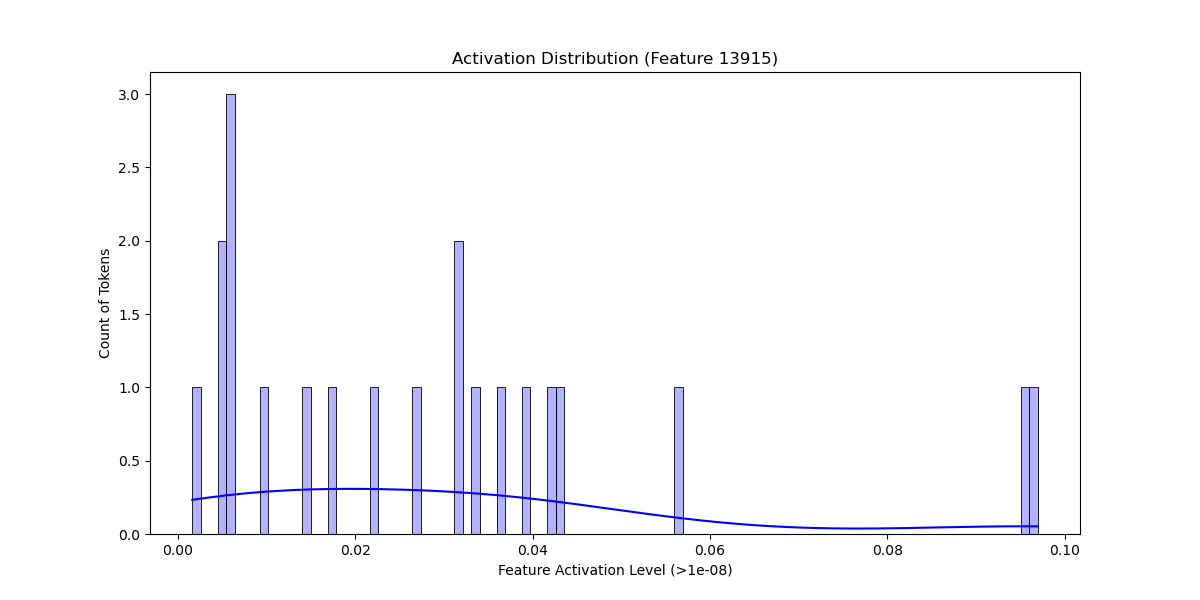 Activation Distribution (Feature 13915)
3.0
2.5
2.0
1.5
1.0
0.5
0.0
Count of Tokens
0.00 0.02 0.04 0.06 0.08 0.10
Feature Activation Level (>1e-08)